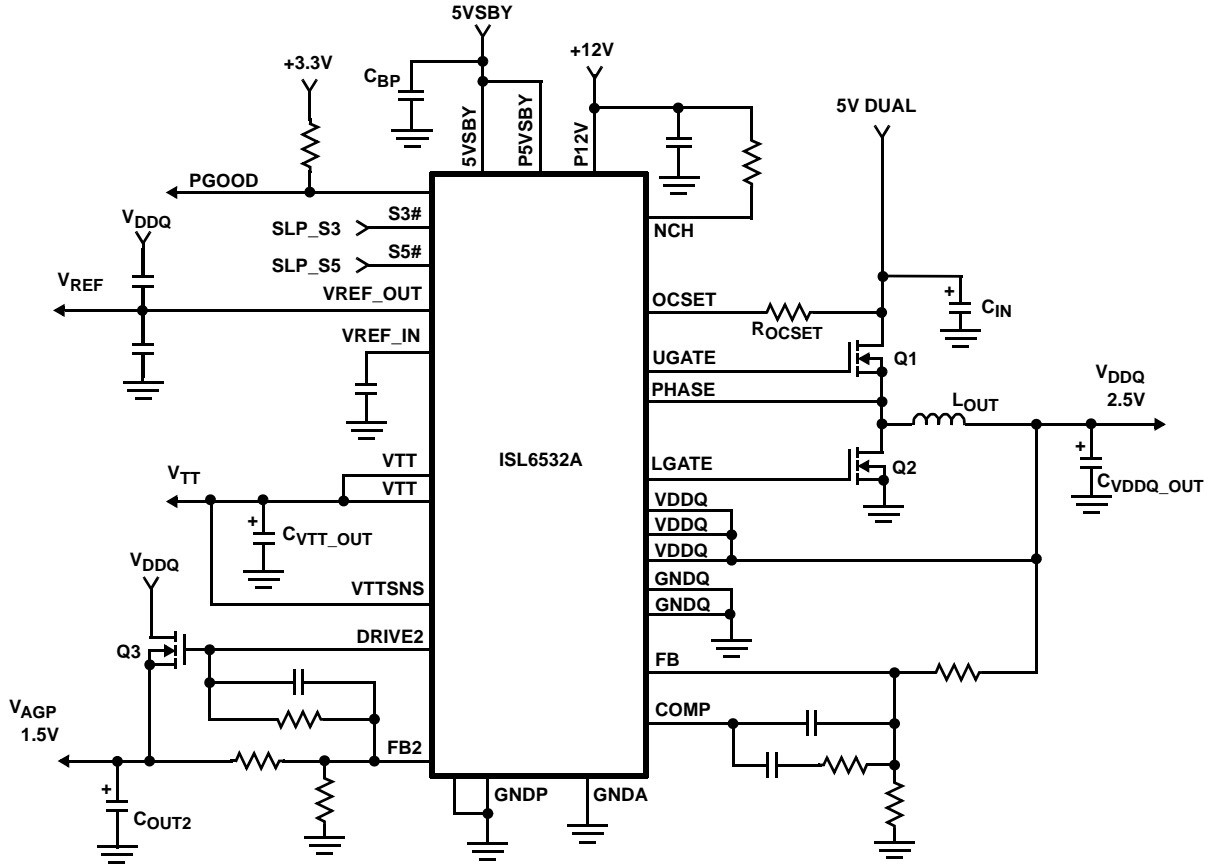 5VSBY
+12V
+3.3V
CBP
5V DUAL
5VSBY
P5VSBY
P12V
PGOOD
NCH
VDDQ
S3#
SLP_S3
S5#
SLP_S5
VREF
VREF_OUT
OCSET
ROCSET
+
CIN
VREF_IN
UGATE
Q1
PHASE
VDDQ
2.5V
LOUT
ISL6532A
VTT
VTT
VTT
LGATE
Q2
+
CVDDQ_OUT
+
CVTT_OUT
VDDQ
VDDQ
VDDQ
VDDQ
VTTSNS
GNDQ
GNDQ
Q3
DRIVE2
FB
VAGP
1.5V
COMP
FB2
+
COUT2
GNDP
GNDA